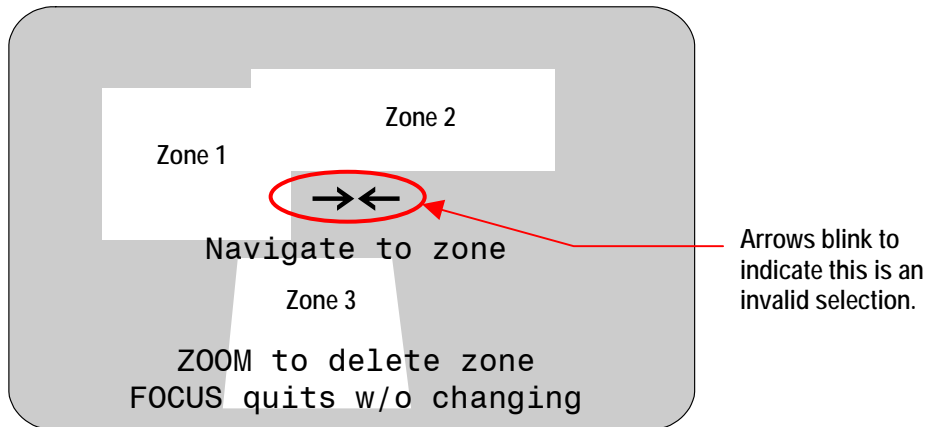 Zone 2
Zone 1
→←
Navigate to zone
Zone 3
ZOOM to delete zone
FOCUS quits w/o changing
Arrows blink to
indicate this is an
invalid selection.